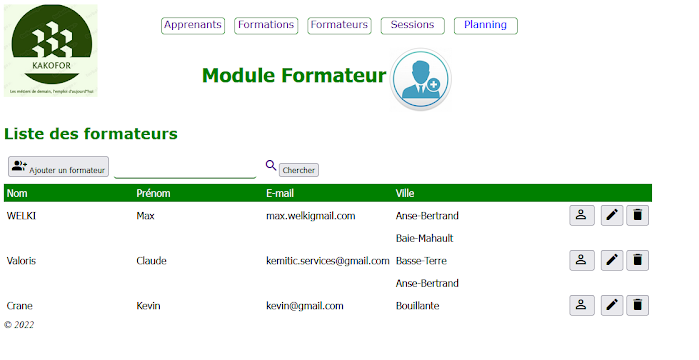 KAKOFOR
Les métiers de demain, l'emploi d'aujourd'hui
Apprenants Formations Formateurs Sessions Planning
Module Formateur
Liste des formateurs
Ajouter un formateur Chercher
Nom Prénom E-mail Ville
WELKI Max max.welkigmail.com Anse-Bertrand
Baie-Mahault
Valoris Claude kemitic.services@gmail.com Basse-Terre
Anse-Bertrand
Crane Kevin kevin@gmail.com Bouillante
© 2022